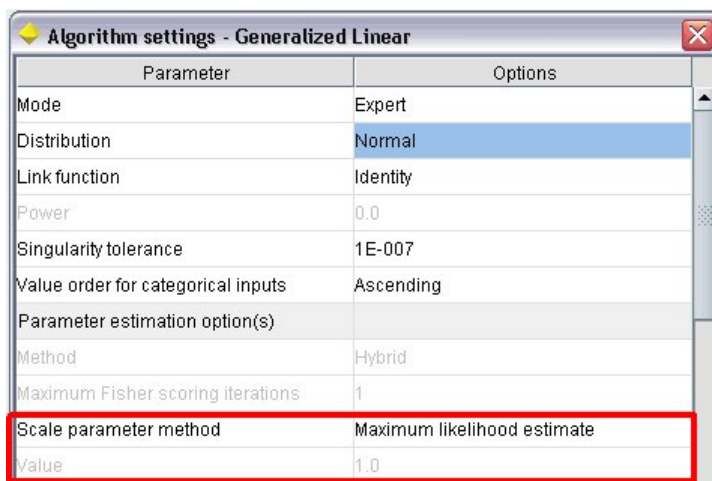 Algorithm settings - Generalized Linear
Parameter Options
Mode Expert
Distribution Normal
Link function Identity
Power 0.0
Singularity tolerance 1E-007
Value order for categorical inputs Ascending
Parameter estimation option(s)
Method Hybrid
Maximum Fisher scoring iterations 1
Scale parameter method Maximum likelihood estimate
Value 1.0